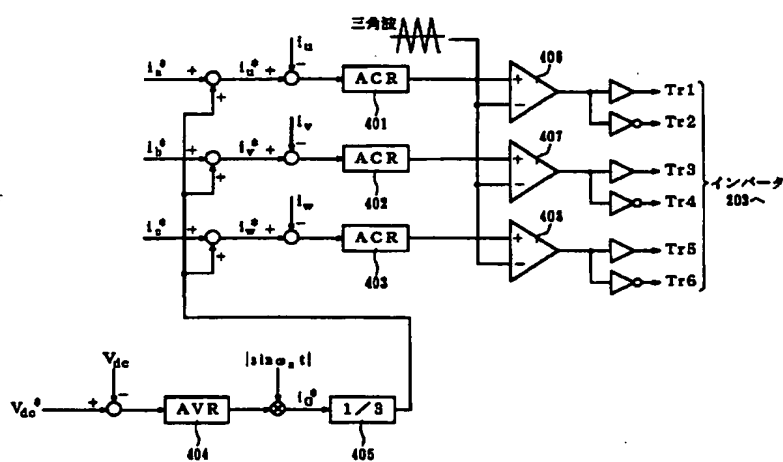 三角波
i_u
406
i_a* + i_u* + − ACR + − Tr1
+ 401 Tr2
i_v
407
i_b* + i_v* + − ACR + − Tr3
+ 402 Tr4
インバータ
203へ
i_w
408
i_c* + i_w* + − ACR + − Tr5
+ 403 Tr6
V_dc |sinω_s t|
V_dc* + − AVR i_0* 1/3
404 405